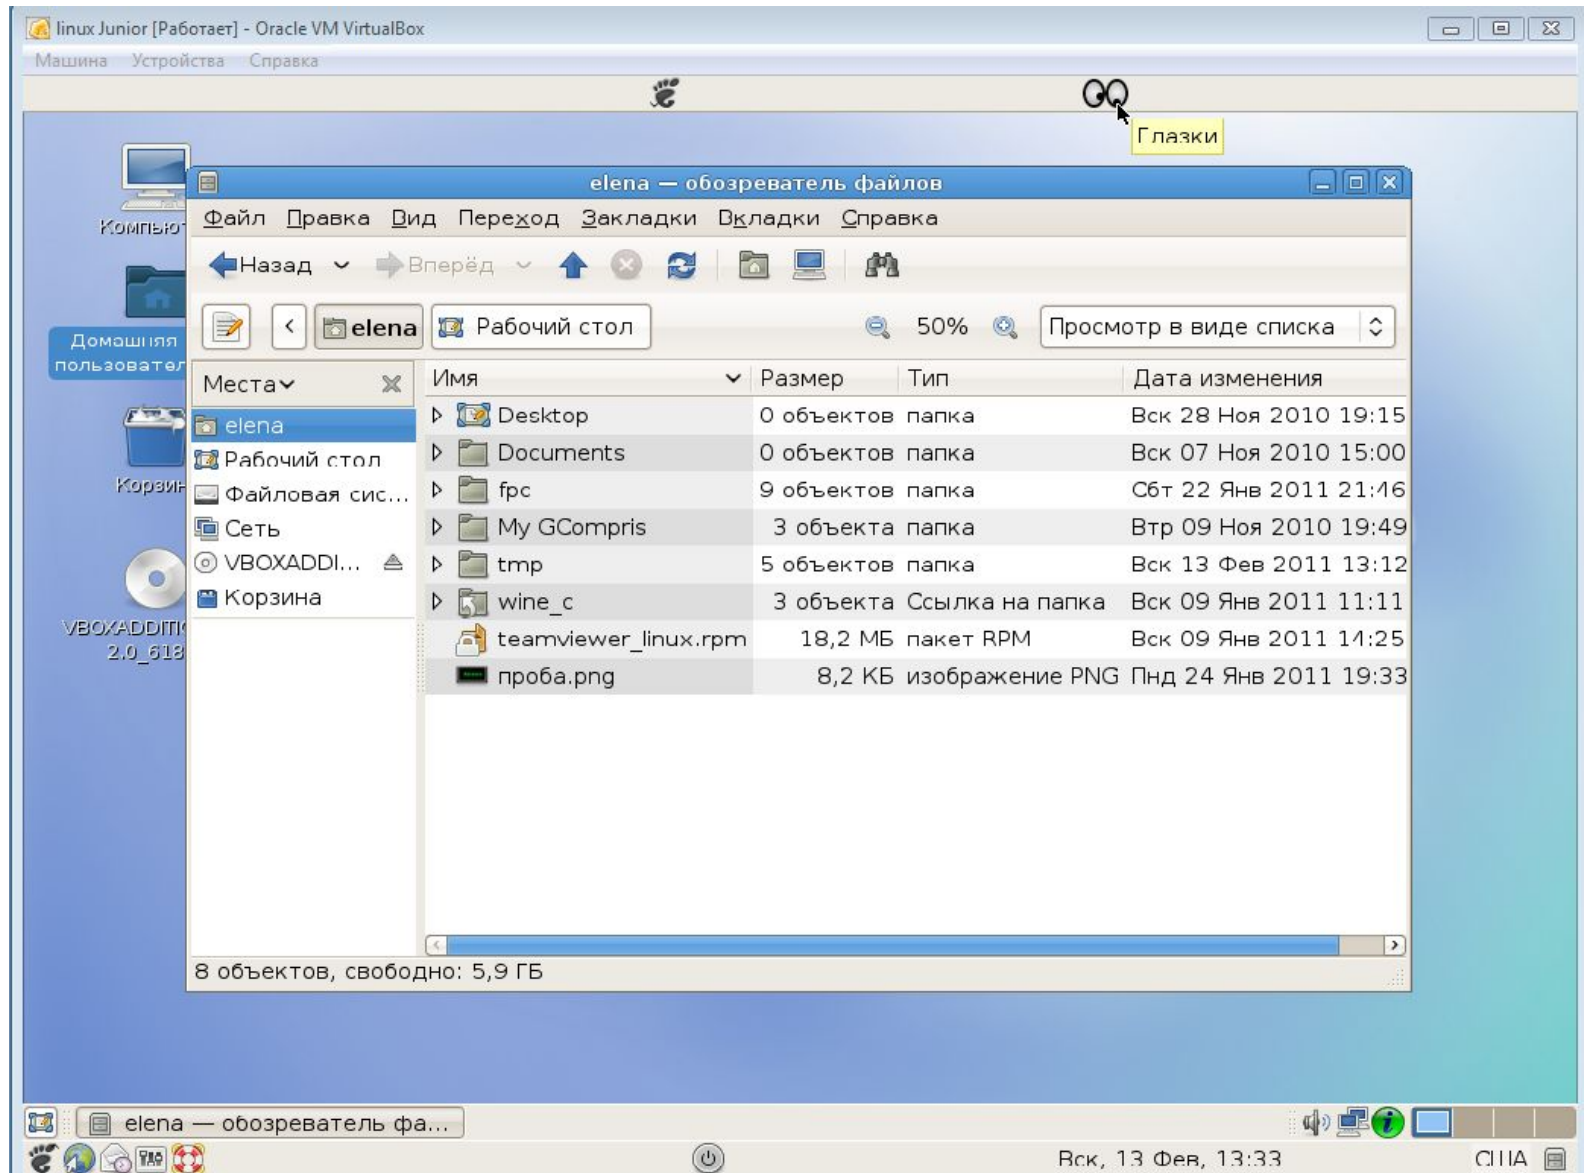 linux Junior [Работает] - Oracle VM VirtualBox
Машина Устройства Справка
Глазки
elena — обозреватель файлов
Файл Правка Вид Переход Закладки Вкладки Справка
Назад Вперёд
elena Рабочий стол 50% Просмотр в виде списка
Места Имя Размер Тип Дата изменения
elena
Рабочий стол
Файловая сис...
Сеть
VBOXADDI...
Корзина
Desktop 0 объектов папка Вск 28 Ноя 2010 19:15
Documents 0 объектов папка Вск 07 Ноя 2010 15:00
fpc 9 объектов папка Сбт 22 Янв 2011 21:46
My GCompris 3 объекта папка Втр 09 Ноя 2010 19:49
tmp 5 объектов папка Вск 13 Фев 2011 13:12
wine_c 3 объекта Ссылка на папка Вск 09 Янв 2011 11:11
teamviewer_linux.rpm 18,2 МБ пакет RPM Вск 09 Янв 2011 14:25
проба.png 8,2 КБ изображение PNG Пнд 24 Янв 2011 19:33
8 объектов, свободно: 5,9 ГБ
Компьют
Домашняя
пользовател
Корзин
VBOXADDITI
2.0_618
elena — обозреватель фа...
Вск, 13 Фев, 13:33
США